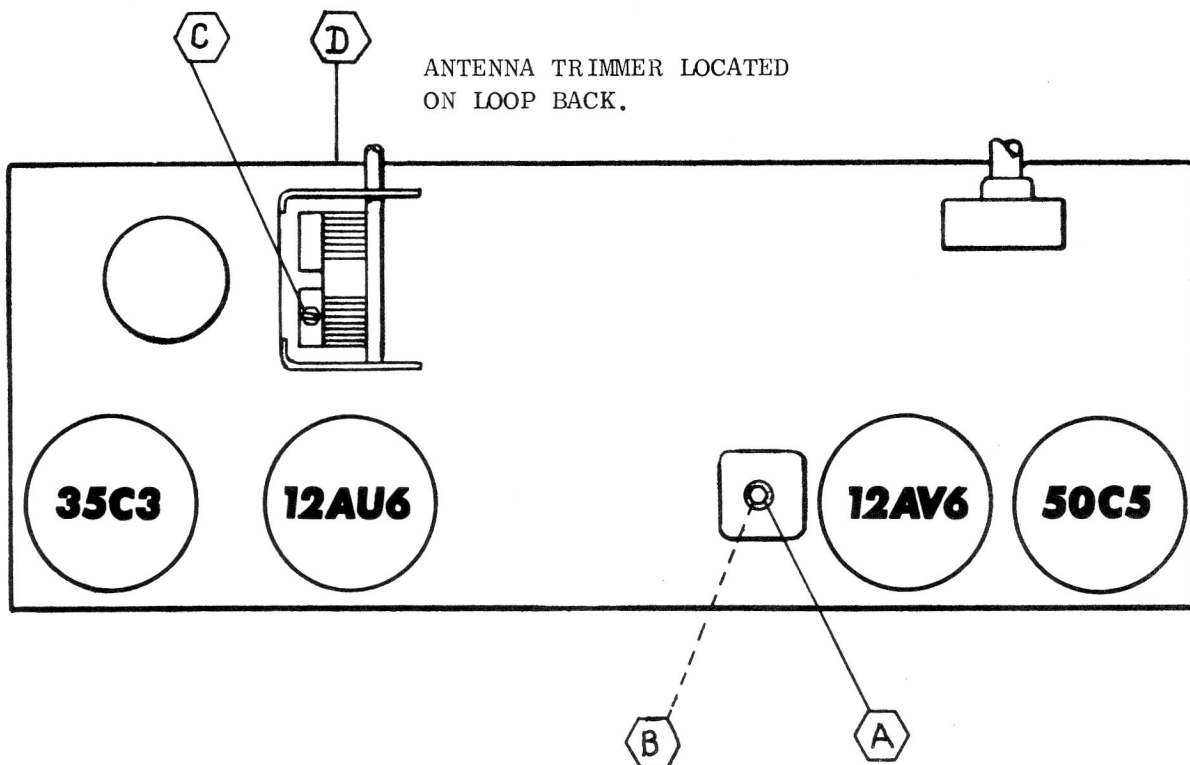 C
D
ANTENNA TRIMMER LOCATED
ON LOOP BACK.
35C3
12AU6
12AV6
50C5
B
A